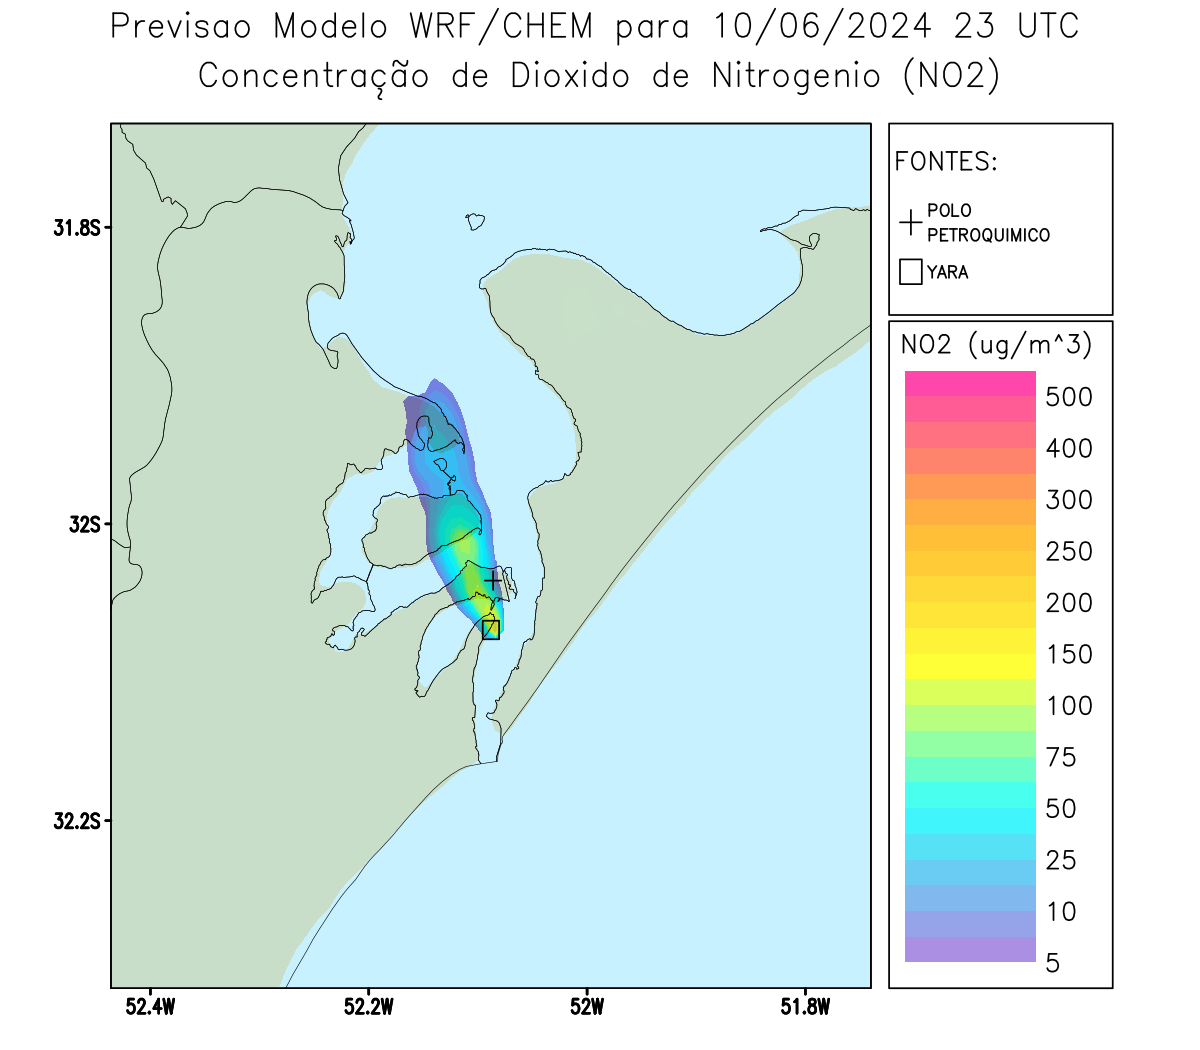 Previsao Modelo WRF/CHEM para 10/06/2024 23 UTC
Concentração de Dioxido de Nitrogenio (NO2)
FONTES:
POLO
PETROQUIMICO
YARA
NO2 (ug/m^3)
500
400
300
250
200
150
100
75
50
25
10
5
31.8S
32S
32.2S
52.4W
52.2W
52W
51.8W